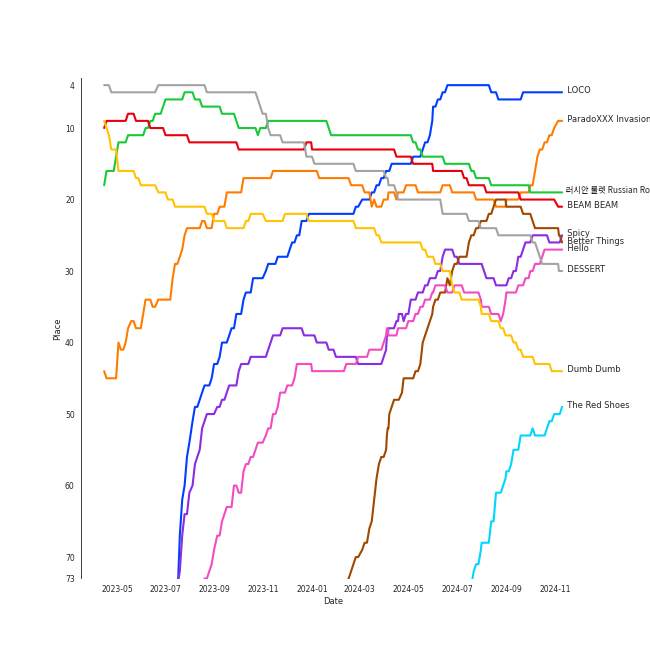 4
10
20
30
40
50
60
70
73
Place
2023-05 2023-07 2023-09 2023-11 2024-01 2024-03 2024-05 2024-07 2024-09 2024-11
Date
LOCO
ParadoXXX Invasion
러시안 룰렛 Russian Ro
BEAM BEAM
Spicy
Better Things
Hello
DESSERT
Dumb Dumb
The Red Shoes